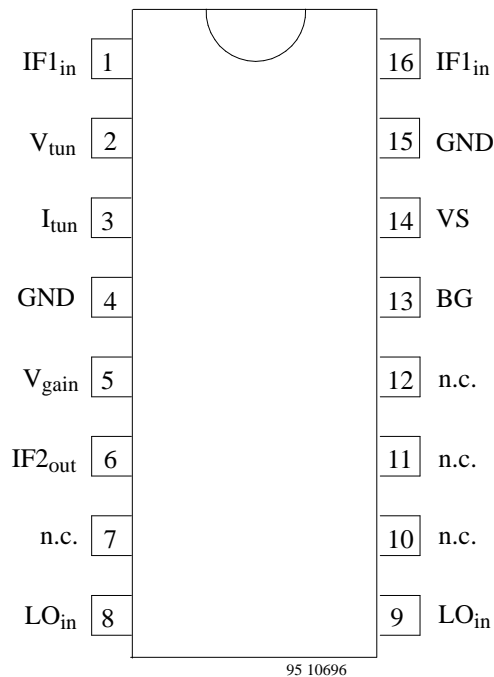 IF1in 1 16 IF1in
Vtun 2 15 GND
Itun 3 14 VS
GND 4 13 BG
Vgain 5 12 n.c.
IF2out 6 11 n.c.
n.c. 7 10 n.c.
LOin 8 9 LOin
95 10696